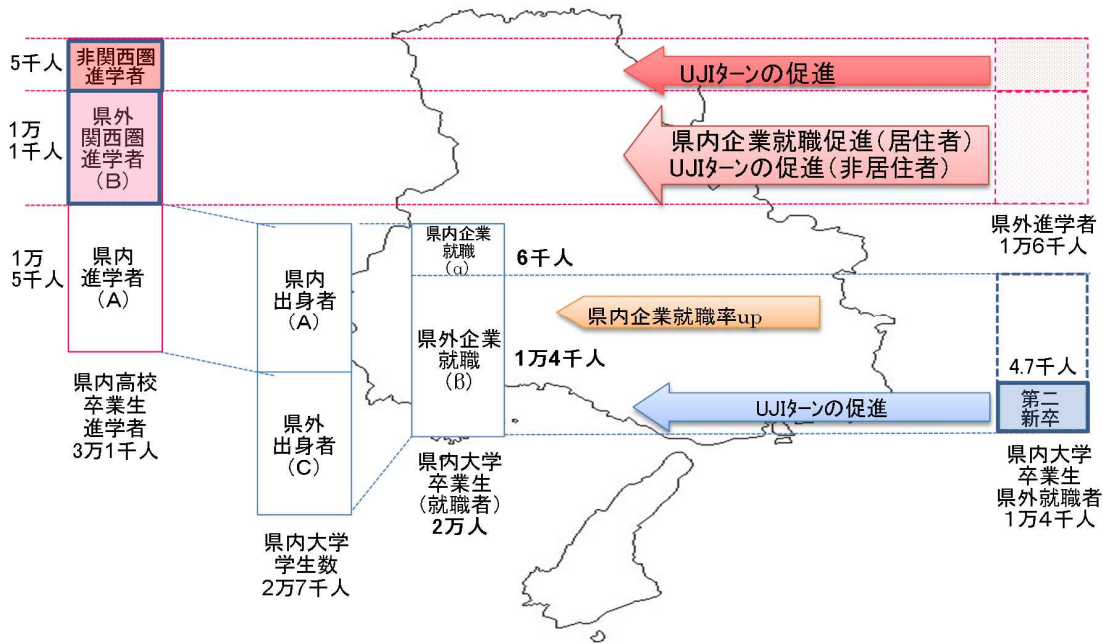 5千人
非関西圏
進学者
1万
1千人
県外
関西圏
進学者
(B)
1万
5千人
県内
進学者
(A)
県内高校
卒業生
進学者
3万1千人
県内
出身者
(A)
県外
出身者
(C)
県内大学
学生数
2万7千人
県内企業
就職
(α)
6千人
県外企業
就職
(β)
1万4千人
県内大学
卒業生
(就職者)
2万人
UJIターンの促進
県内企業就職促進(居住者)
UJIターンの促進(非居住者)
県内企業就職率up
UJIターンの促進
県外進学者
1万6千人
4.7千人
第二
新卒
県内大学
卒業生
県外就職者
1万4千人